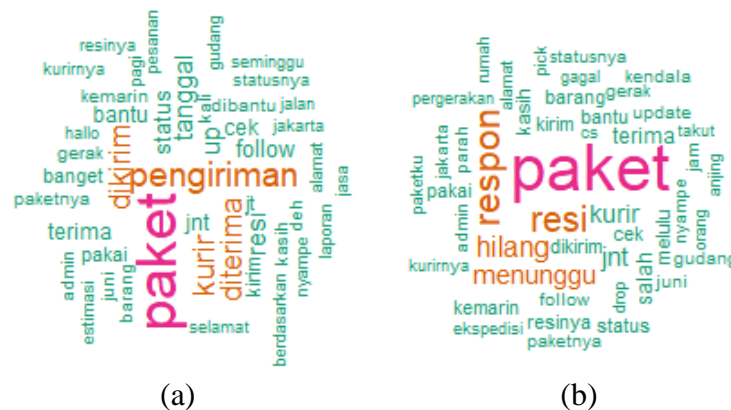 resinya
kurirnya
pagi
pesanan
gudang
seminggu
statusnya
kemarin
bantu
status
tanggal
kak
dibantu
jalan
hallo
dikirim
up
cek
jakarta
gerak
follow
banget
pengiriman
alamat
jasa
paketnya
paket
jnt
kurir
diterima
jt
resi
kirim
kasih
deh
nyampe
laporan
berdasarkan
terima
pakai
admin
estimasi
juni
barang
selamat
(a)
rumah
alamat
pick
statusnya
kasih
gagal
kendala
pergerakan
barang
gerak
kirim
bantu
update
cs
terima
takut
respon
paket
jam
anjing
paketku
jakarta
parah
pakai
admin
resi
kurir
cek
melulu
nyampe
orang
hilang
dikirim
jnt
salah
gudang
kurirnya
menunggu
drop
juni
follow
kemarin
ekspedisi
resinya
status
paketnya
(b)